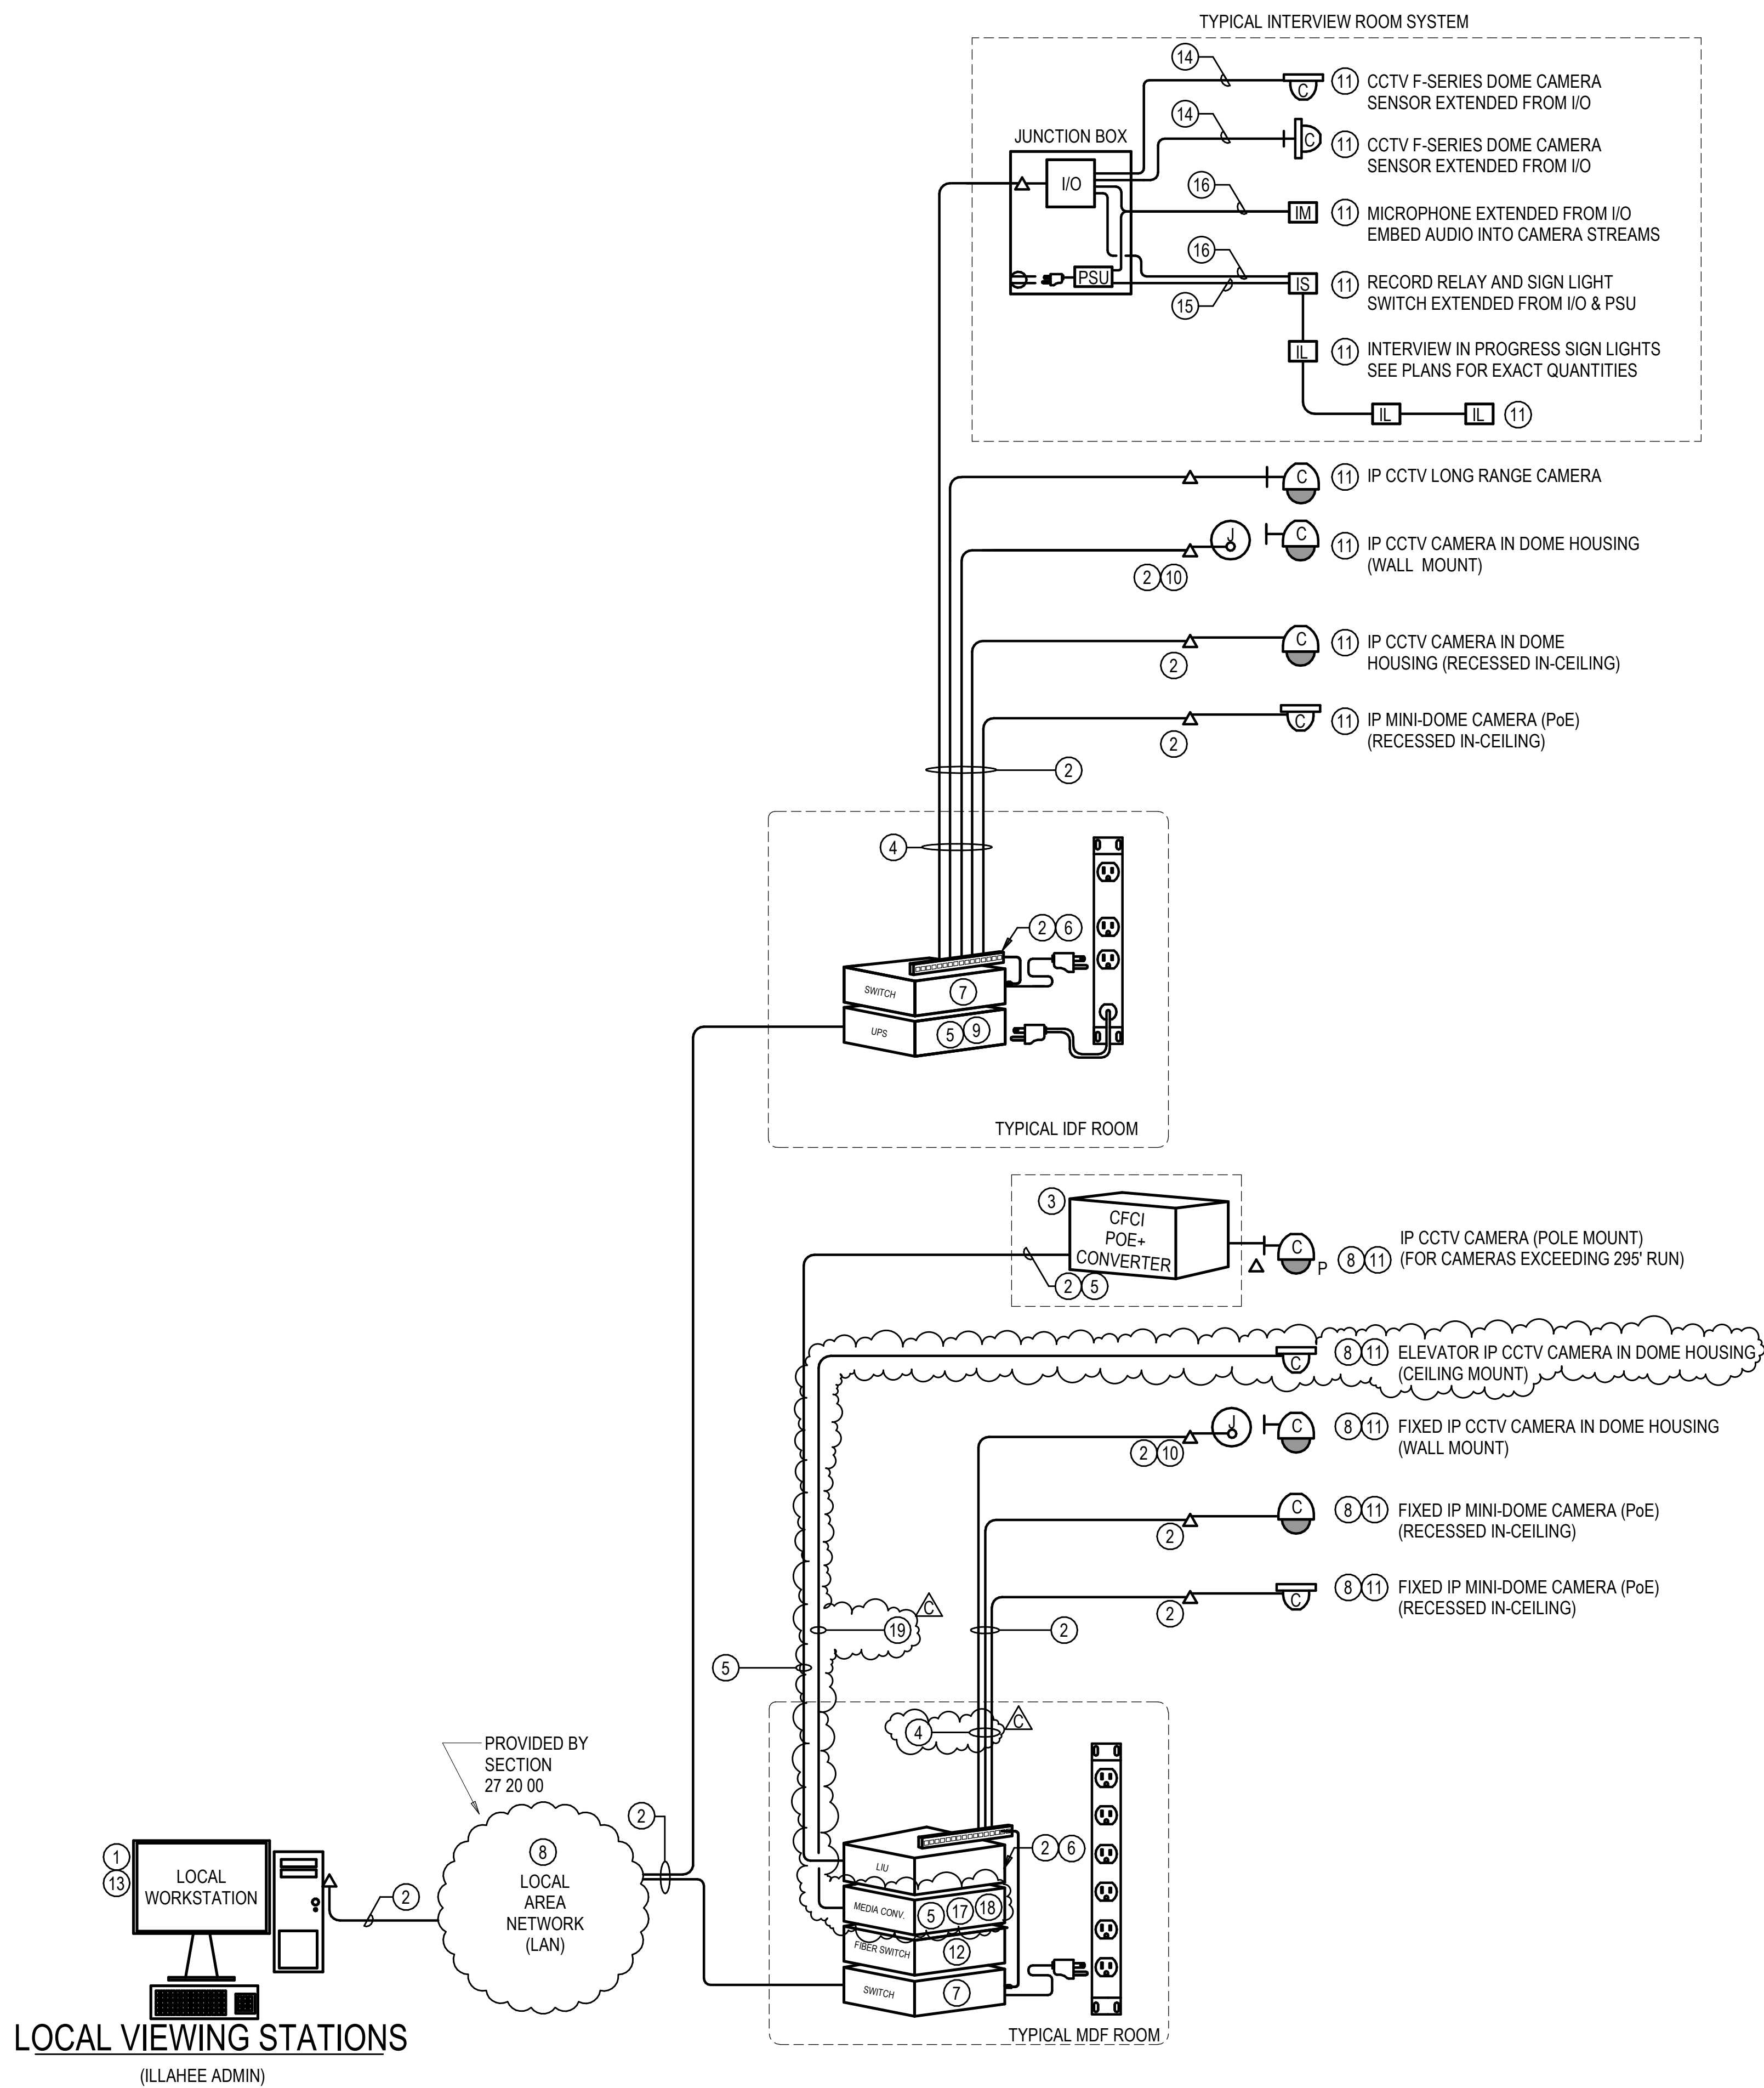 TYPICAL INTERVIEW ROOM SYSTEM
14
C
11 CCTV F-SERIES DOME CAMERA
SENSOR EXTENDED FROM I/O
14
JUNCTION BOX
C
11 CCTV F-SERIES DOME CAMERA
SENSOR EXTENDED FROM I/O
I/O
16
IM
11 MICROPHONE EXTENDED FROM I/O
EMBED AUDIO INTO CAMERA STREAMS
16
PSU
IS
11 RECORD RELAY AND SIGN LIGHT
SWITCH EXTENDED FROM I/O & PSU
15
IL
11 INTERVIEW IN PROGRESS SIGN LIGHTS
SEE PLANS FOR EXACT QUANTITIES
IL
IL
11
C
11 IP CCTV LONG RANGE CAMERA
J
C
11 IP CCTV CAMERA IN DOME HOUSING
(WALL MOUNT)
2 10
C
11 IP CCTV CAMERA IN DOME
HOUSING (RECESSED IN-CEILING)
2
C
11 IP MINI-DOME CAMERA (PoE)
(RECESSED IN-CEILING)
2
2
4
2 6
SWITCH
7
UPS
5 9
TYPICAL IDF ROOM
3
CFCI
POE+
CONVERTER
2 5
C
P
8 11 IP CCTV CAMERA (POLE MOUNT)
(FOR CAMERAS EXCEEDING 295' RUN)
C
8 11 ELEVATOR IP CCTV CAMERA IN DOME HOUSING
(CEILING MOUNT)
J
C
8 11 FIXED IP CCTV CAMERA IN DOME HOUSING
(WALL MOUNT)
2 10
C
8 11 FIXED IP MINI-DOME CAMERA (PoE)
(RECESSED IN-CEILING)
2
C
8 11 FIXED IP MINI-DOME CAMERA (PoE)
(RECESSED IN-CEILING)
2
C
19
2
5
4
C
PROVIDED BY
SECTION
27 20 00
2
1
13
LOCAL
WORKSTATION
2
8
LOCAL
AREA
NETWORK
(LAN)
2 6
LIU
MEDIA CONV.
5 17 18
FIBER SWITCH
12
SWITCH
7
TYPICAL MDF ROOM
LOCAL VIEWING STATIONS
(ILLAHEE ADMIN)